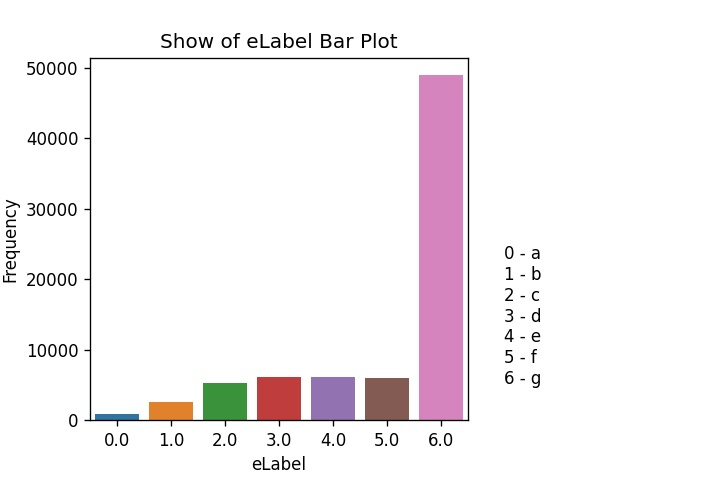 Show of eLabel Bar Plot
50000
40000
30000
20000
10000
0
Frequency
0.0 1.0 2.0 3.0 4.0 5.0 6.0
eLabel
0 - a
1 - b
2 - c
3 - d
4 - e
5 - f
6 - g